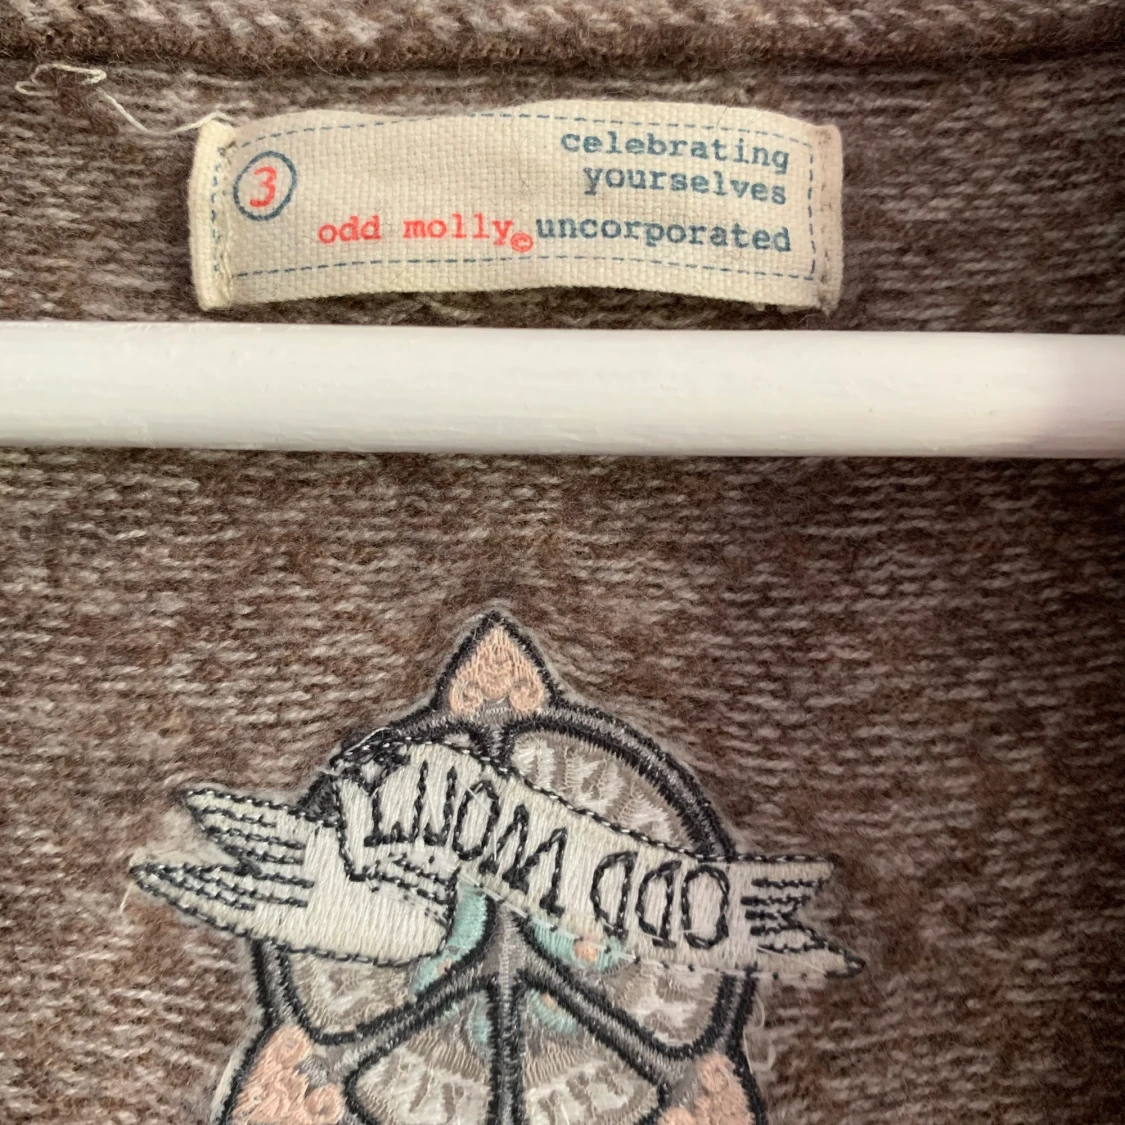 celebrating
yourselves
3
odd molly© uncorporated
ODD MOLLY